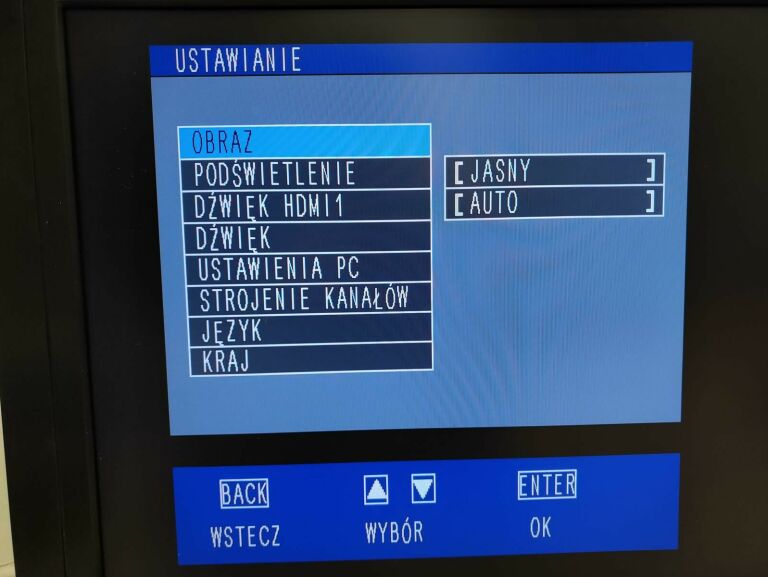 USTAWIANIE
OBRAZ
PODŚWIETLENIE [JASNY ]
DŹWIĘK HDMI1 [AUTO ]
DŹWIĘK
USTAWIENIA PC
STROJENIE KANAŁÓW
JĘZYK
KRAJ
BACK ▲ ▼ ENTER
WSTECZ WYBÓR OK